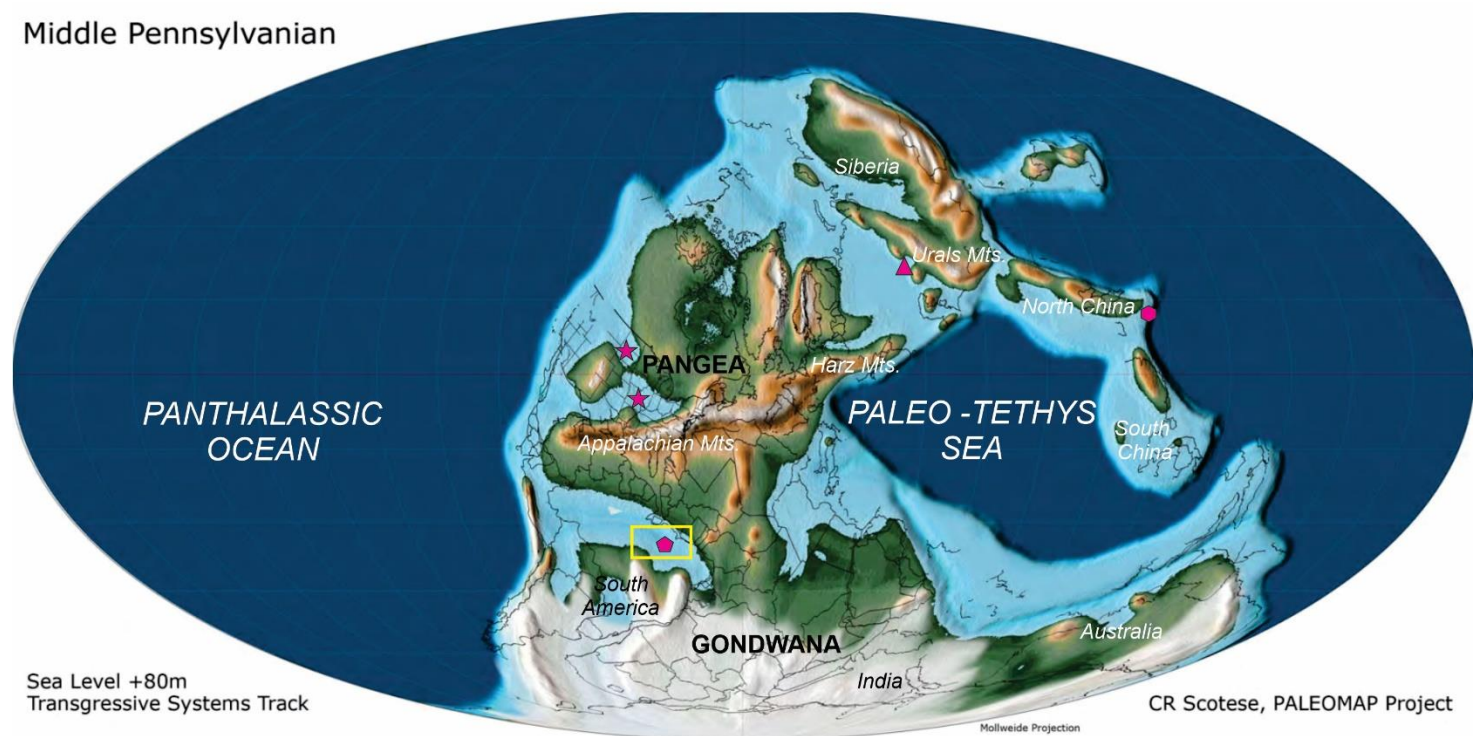 Middle Pennsylvanian
Siberia
Urals Mts.
North China
PANGEA
Harz Mts.
PANTHALASSIC
OCEAN
PALEO -TETHYS
SEA
Appalachian Mts.
South
China
South
America
Australia
GONDWANA
India
Sea Level +80m
Transgressive Systems Track
CR Scotese, PALEOMAP Project
Mollweide Projection